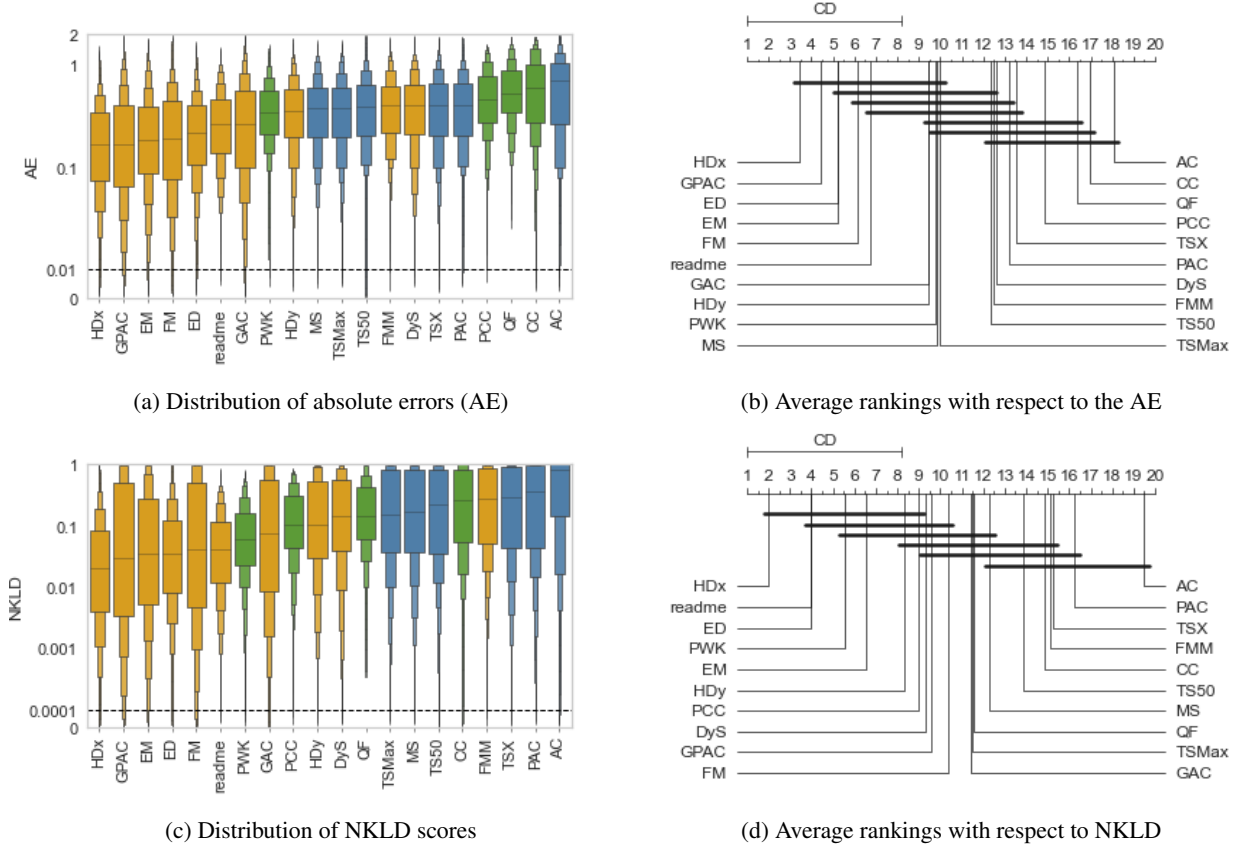 2
1
0.1
0.01
0
AE
HDx
GPAC
EM
FM
ED
readme
GAC
PWK
HDy
MS
TSMax
TS50
FMM
DyS
TSX
PAC
PCC
QF
CC
AC
(a) Distribution of absolute errors (AE)
CD
1 2 3 4 5 6 7 8 9 10 11 12 13 14 15 16 17 18 19 20
HDx AC
GPAC CC
ED QF
EM PCC
FM TSX
readme PAC
GAC DyS
HDy FMM
PWK TS50
MS TSMax
(b) Average rankings with respect to the AE
1
0.1
0.01
0.001
0.0001
0
NKLD
HDx
GPAC
EM
ED
FM
readme
PWK
GAC
PCC
HDy
DyS
QF
TSMax
MS
TS50
CC
FMM
TSX
PAC
AC
(c) Distribution of NKLD scores
CD
1 2 3 4 5 6 7 8 9 10 11 12 13 14 15 16 17 18 19 20
HDx AC
readme PAC
ED TSX
PWK FMM
EM CC
HDy TS50
PCC MS
DyS QF
GPAC TSMax
FM GAC
(d) Average rankings with respect to NKLD